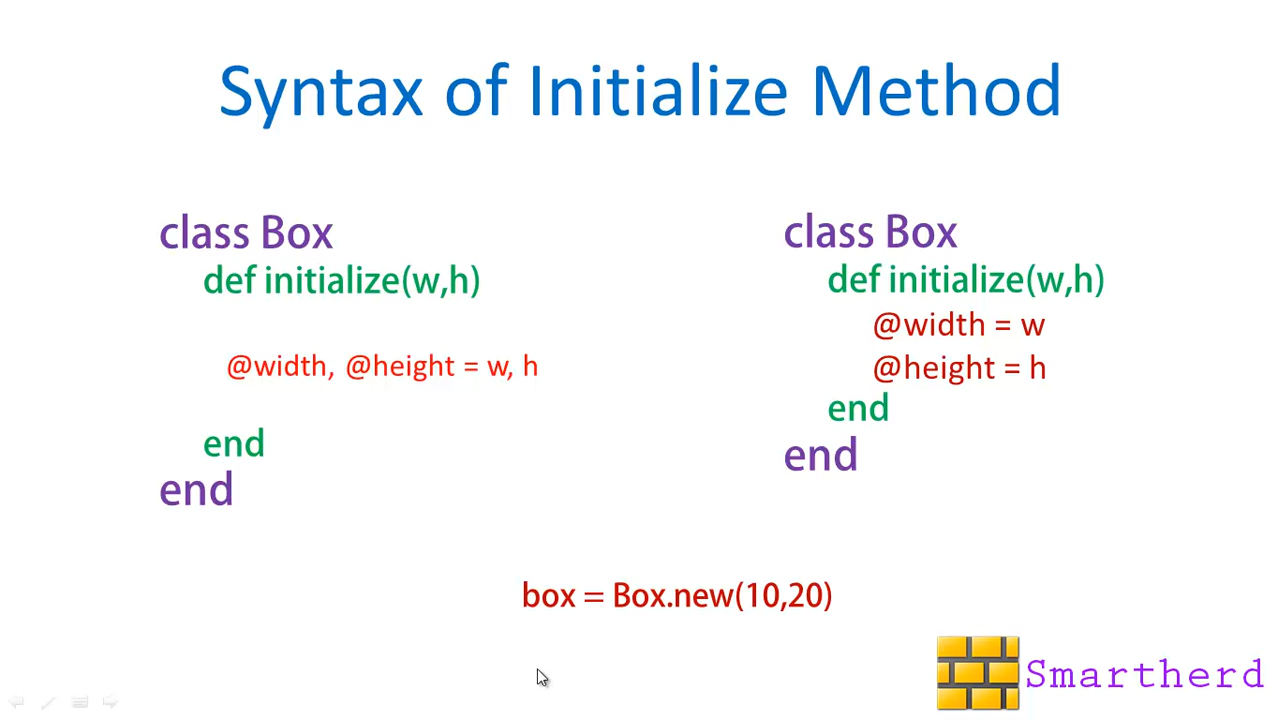 Syntax of Initialize Method
class Box
def initialize(w,h)
@width, @height = w, h
end
end
class Box
def initialize(w,h)
@width = w
@height = h
end
end
box = Box.new(10,20)
Smartherd